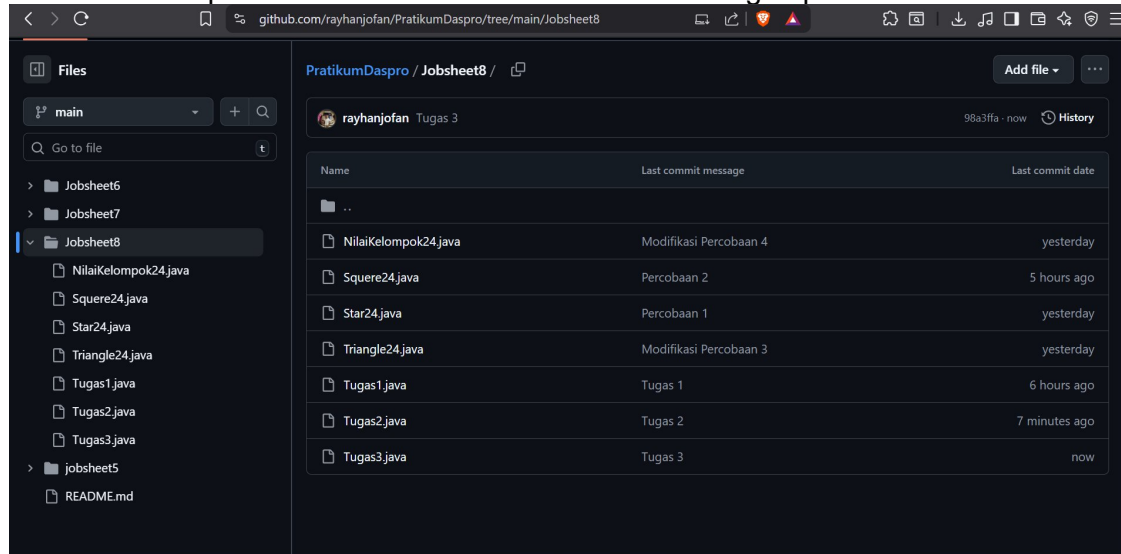 github.com/rayhanjofan/PratikumDaspro/tree/main/Jobsheet8
Files
main
Go to file
t
Jobsheet6
Jobsheet7
Jobsheet8
NilaiKelompok24.java
Squere24.java
Star24.java
Triangle24.java
Tugas1.java
Tugas2.java
Tugas3.java
jobsheet5
README.md
PratikumDaspro / Jobsheet8 /
Add file
rayhanjofan Tugas 3
98a3ffa · now History
Name Last commit message Last commit date
..
NilaiKelompok24.java Modifikasi Percobaan 4 yesterday
Squere24.java Percobaan 2 5 hours ago
Star24.java Percobaan 1 yesterday
Triangle24.java Modifikasi Percobaan 3 yesterday
Tugas1.java Tugas 1 6 hours ago
Tugas2.java Tugas 2 7 minutes ago
Tugas3.java Tugas 3 now